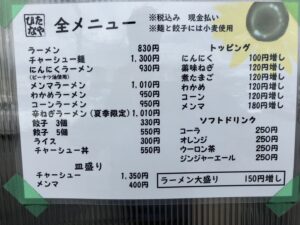 ひたなや
全メニュー
※税込み 現金払い
※麺と餃子には小麦使用
ラーメン 830円
チャーシュー麺 1,300円
にんにくラーメン 930円
(ピーナツ油使用)
メンマラーメン 1,010円
わかめラーメン 950円
コーンラーメン 950円
辛ねぎラーメン(夏季限定) 1,010円
餃子 3個 330円
餃子 5個 550円
ライス 300円
チャーシュー丼 550円
皿盛り
チャーシュー 1,350円
メンマ 400円
トッピング
にんにく 100円増し
薬味ねぎ 120円増し
煮たまご 120円増し
わかめ 120円増し
コーン 120円増し
メンマ 180円増し
ソフトドリンク
コーラ 250円
オレンジ 250円
ウーロン茶 250円
ジンジャーエール 250円
ラーメン大盛り 150円増し